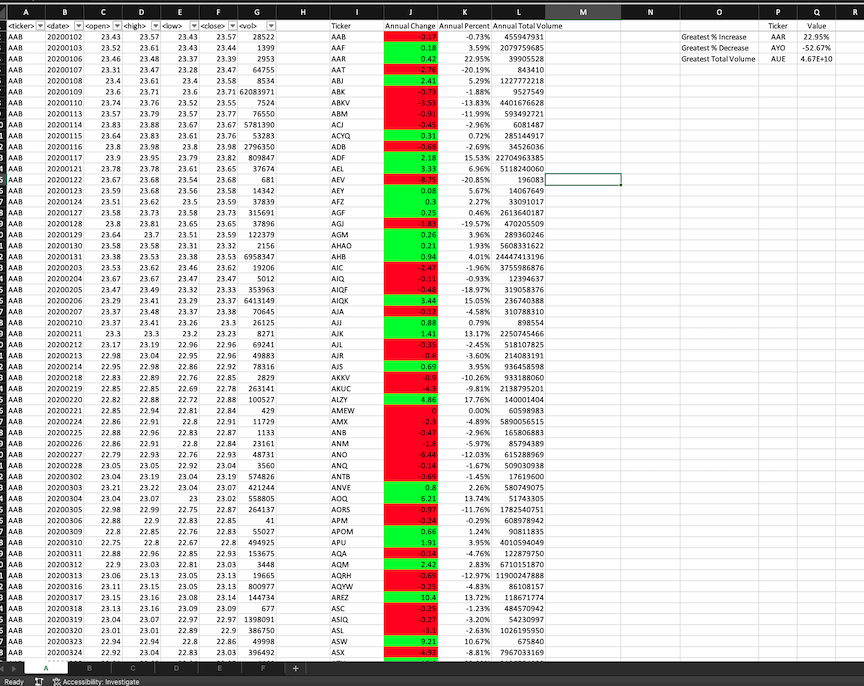 A B C D E F G H I J K L M N O P Q R
<ticker> <date> <open> <high> <low> <close> <vol> Ticker Annual Change Annual Percent Annual Total Volume Ticker Value
AAB 20200102 23.43 23.57 23.43 23.57 28522 AAB -0.17 -0.73% 455947931 Greatest % Increase AAR 22.95%
AAB 20200103 23.52 23.61 23.43 23.44 1399 AAF 0.18 3.59% 2079759685 Greatest % Decrease AYO -52.67%
AAB 20200106 23.46 23.48 23.37 23.39 2953 AAR 0.42 22.95% 39905528 Greatest Total Volume AUE 4.67E+10
AAB 20200107 23.31 23.47 23.28 23.47 64755 AAT -2.76 -20.19% 843410
AAB 20200108 23.4 23.61 23.4 23.58 8534 ABJ 2.41 5.29% 1227772218
AAB 20200109 23.6 23.71 23.6 23.71 62083971 ABK -0.73 -1.88% 9527549
AAB 20200110 23.74 23.76 23.52 23.55 7524 ABKV -3.53 -13.83% 4401676628
AAB 20200113 23.57 23.79 23.57 23.77 76550 ABM -0.91 -11.99% 593492721
AAB 20200114 23.83 23.88 23.67 23.67 5781390 ACJ -0.45 -2.96% 6081487
AAB 20200115 23.64 23.83 23.61 23.76 53283 ACYQ 0.31 0.72% 285144917
AAB 20200116 23.8 23.98 23.8 23.98 2796350 ADB -0.68 -2.69% 34526036
AAB 20200117 23.9 23.95 23.79 23.82 809847 ADF 2.18 15.53% 22704963385
AAB 20200121 23.78 23.78 23.61 23.65 37674 AEL 3.33 6.96% 5118240060
AAB 20200122 23.67 23.68 23.54 23.68 681 AEV -8.75 -20.85% 196083
AAB 20200123 23.59 23.68 23.56 23.58 14342 AEY 0.08 5.67% 14067649
AAB 20200124 23.51 23.62 23.5 23.59 37839 AFZ 0.3 2.27% 33091017
AAB 20200127 23.58 23.73 23.58 23.73 315691 AGF 0.25 0.46% 2613640187
AAB 20200128 23.8 23.81 23.65 23.65 37896 AGJ -1.83 -19.57% 470205509
AAB 20200129 23.64 23.7 23.51 23.59 122379 AGM 0.26 3.96% 289360246
AAB 20200130 23.58 23.58 23.31 23.32 2156 AHAO 0.21 1.93% 5608331622
AAB 20200131 23.38 23.53 23.38 23.53 6958347 AHB 0.94 4.01% 24447413196
AAB 20200203 23.53 23.62 23.46 23.62 19206 AIC -2.47 -1.96% 3755986876
AAB 20200204 23.67 23.67 23.47 23.47 5012 AIQ -0.11 -0.93% 12394637
AAB 20200205 23.47 23.49 23.32 23.33 353963 AIQF -0.48 -18.97% 319058376
AAB 20200206 23.29 23.41 23.29 23.37 6413149 AIQK 3.44 15.05% 236740388
AAB 20200207 23.37 23.48 23.37 23.38 70645 AJA -0.12 -4.58% 310788310
AAB 20200210 23.37 23.41 23.26 23.3 26125 AJJ 0.88 0.79% 898554
AAB 20200211 23.3 23.3 23.2 23.23 8271 AJK 1.41 13.17% 2250745466
AAB 20200212 23.17 23.19 22.96 22.96 69241 AJL -0.35 -2.45% 518107825
AAB 20200213 22.98 23.04 22.95 22.96 49883 AJR -0.6 -3.60% 214083191
AAB 20200214 22.95 22.98 22.86 22.92 78316 AJS 0.69 3.95% 936458598
AAB 20200218 22.83 22.89 22.76 22.85 2829 AKKV -0.9 -10.26% 933188060
AAB 20200219 22.85 22.85 22.69 22.78 263141 AKUC -4.3 -9.81% 2138795201
AAB 20200220 22.82 22.88 22.72 22.88 100527 ALZY 4.86 17.76% 140001404
AAB 20200221 22.85 22.94 22.81 22.84 429 AMEW 0 0.00% 60598983
AAB 20200224 22.86 22.91 22.8 22.91 11729 AMX -2.3 -4.89% 5890056515
AAB 20200225 22.88 22.96 22.83 22.87 1133 ANB -0.47 -2.96% 165806883
AAB 20200226 22.86 22.91 22.8 22.84 23161 ANM -1.8 -5.97% 85794389
AAB 20200227 22.79 22.93 22.76 22.93 48731 ANO -6.44 -12.03% 615288969
AAB 20200228 23.05 23.05 22.92 23.04 3560 ANQ -0.14 -1.67% 509030938
AAB 20200302 23.04 23.19 23.04 23.19 574826 ANTB -0.69 -1.45% 17619600
AAB 20200303 23.21 23.22 23.04 23.07 421244 ANVE 0.8 2.26% 580749075
AAB 20200304 23.04 23.07 23 23.02 558805 AOQ 6.21 13.74% 51743305
AAB 20200305 22.98 22.99 22.75 22.87 264137 AORS -0.97 -11.76% 1782540751
AAB 20200306 22.88 22.9 22.83 22.85 41 APM -0.24 -0.29% 608978942
AAB 20200309 22.8 22.85 22.76 22.83 55027 APOM 0.66 1.24% 90811835
AAB 20200310 22.75 22.8 22.67 22.8 494925 APU 1.91 3.95% 4010594049
AAB 20200311 22.88 22.96 22.85 22.93 153675 AQA -0.14 -4.76% 122879750
AAB 20200312 22.9 23.03 22.81 23.03 3448 AQM 2.42 2.83% 6710151870
AAB 20200313 23.06 23.13 23.05 23.13 19665 AQRH -0.69 -12.97% 11900247888
AAB 20200316 23.11 23.15 23.05 23.13 800977 AQYW -0.25 -4.83% 86108157
AAB 20200317 23.15 23.16 23.08 23.14 144734 AREZ 10.4 13.72% 118671774
AAB 20200318 23.13 23.16 23.09 23.09 677 ASC -0.25 -1.23% 484570942
AAB 20200319 23.04 23.07 22.97 22.97 1398091 ASIQ -0.27 -3.20% 54230997
AAB 20200320 23.01 23.01 22.89 22.9 386750 ASL -3.1 -2.63% 1026195950
AAB 20200323 22.94 22.94 22.8 22.86 49998 ASW 9.21 10.67% 675840
AAB 20200324 22.92 23.04 22.83 23.03 396492 ASX -4.92 -8.81% 7967033169
A B C D E F +
Ready Accessibility: Investigate